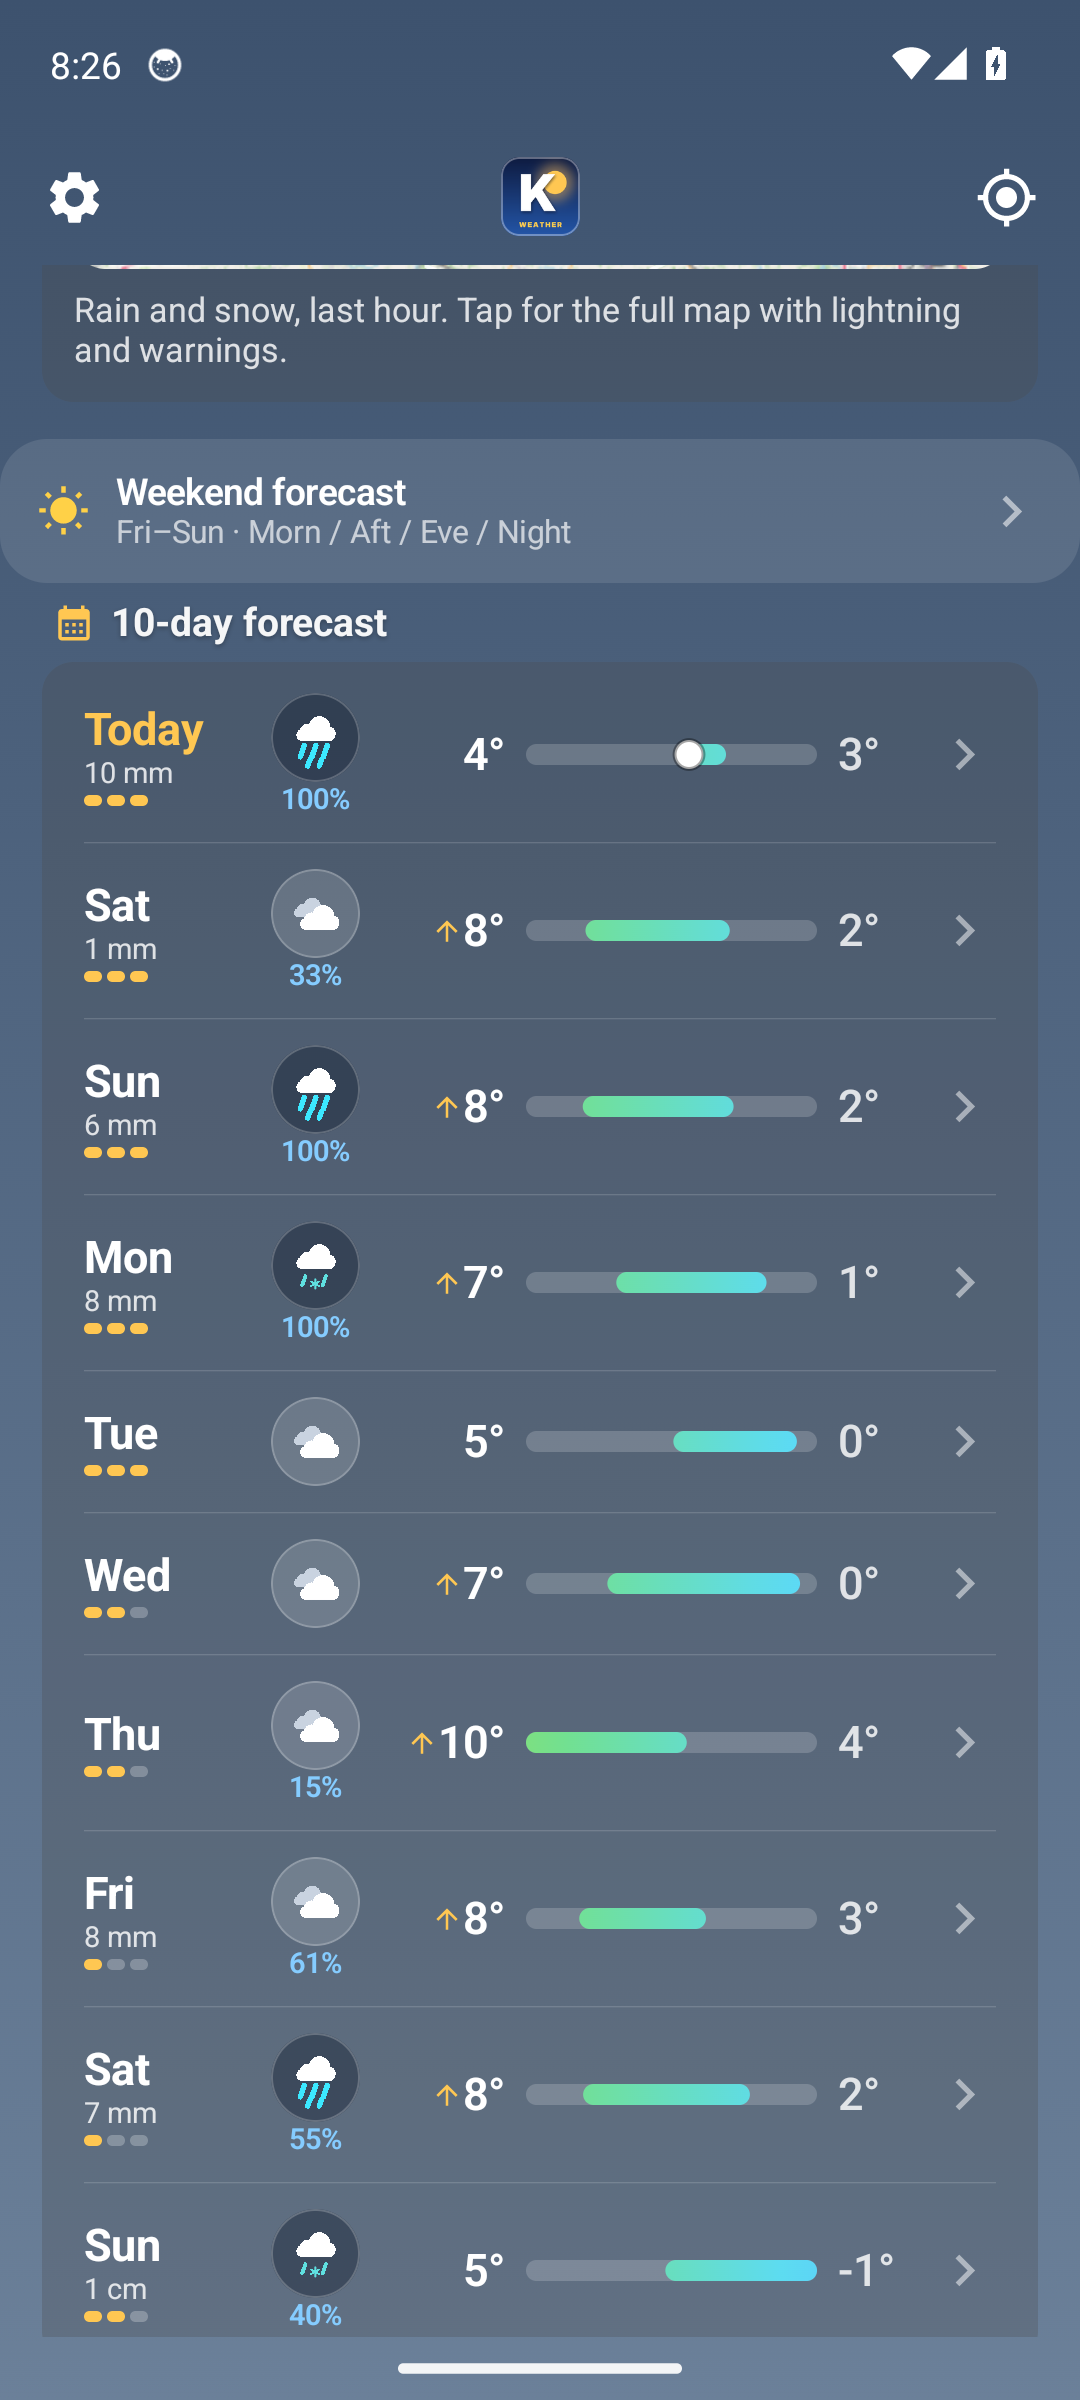 8:26
K
WEATHER
Rain and snow, last hour. Tap for the full map with lightning
and warnings.
Weekend forecast
Fri–Sun · Morn / Aft / Eve / Night
10-day forecast
Today
10 mm
100%
4°
3°
Sat
1 mm
33%
↑8°
2°
Sun
6 mm
100%
↑8°
2°
Mon
8 mm
100%
↑7°
1°
Tue
5°
0°
Wed
↑7°
0°
Thu
15%
↑10°
4°
Fri
8 mm
61%
↑8°
3°
Sat
7 mm
55%
↑8°
2°
Sun
1 cm
40%
5°
-1°